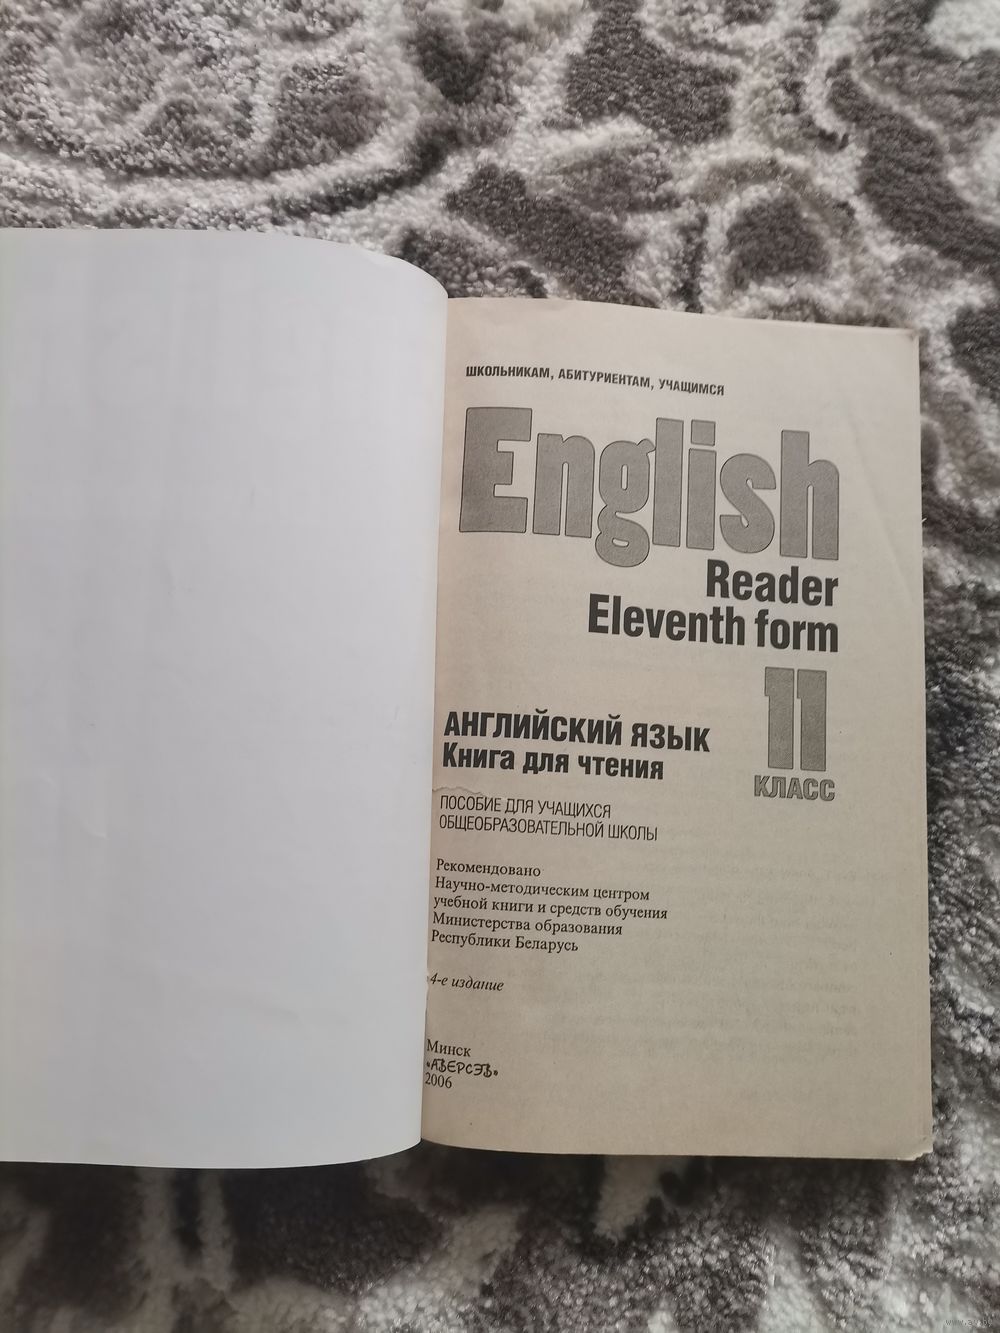 ШКОЛЬНИКАМ, АБИТУРИЕНТАМ, УЧАЩИМСЯ
English
Reader
Eleventh form
11
КЛАСС
АНГЛИЙСКИЙ ЯЗЫК
Книга для чтения
ПОСОБИЕ ДЛЯ УЧАЩИХСЯ
ОБЩЕОБРАЗОВАТЕЛЬНОЙ ШКОЛЫ
Рекомендовано
Научно-методическим центром
учебной книги и средств обучения
Министерства образования
Республики Беларусь
4-е издание
Минск
«АВЕРСЭВ»
2006